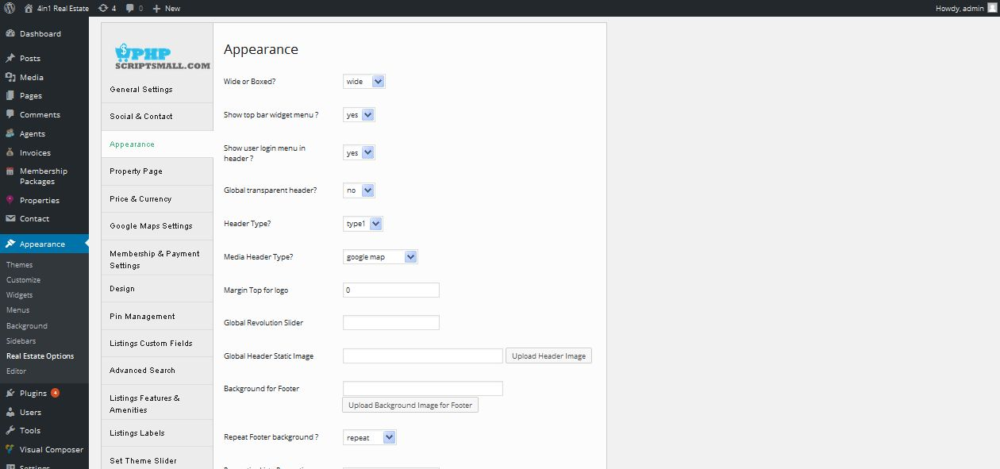 4in1 Real Estate 4 0 + New Howdy, admin
Dashboard
Posts
Media
Pages
Comments
Agents
Invoices
Membership
Packages
Properties
Contact
Appearance
Themes
Customize
Widgets
Menus
Background
Sidebars
Real Estate Options
Editor
Plugins 4
Users
Tools
Visual Composer
Settings
$PHP
SCRIPTSMALL.COM
General Settings
Social & Contact
Appearance
Property Page
Price & Currency
Google Maps Settings
Membership & Payment
Settings
Design
Pin Management
Listings Custom Fields
Advanced Search
Listings Features &
Amenities
Listings Labels
Set Theme Slider
Appearance
Wide or Boxed? wide
Show top bar widget menu ? yes
Show user login menu in
header ? yes
Global transparent header? no
Header Type? type1
Media Header Type? google map
Margin Top for logo 0
Global Revolution Slider
Global Header Static Image Upload Header Image
Background for Footer
Upload Background Image for Footer
Repeat Footer background ? repeat